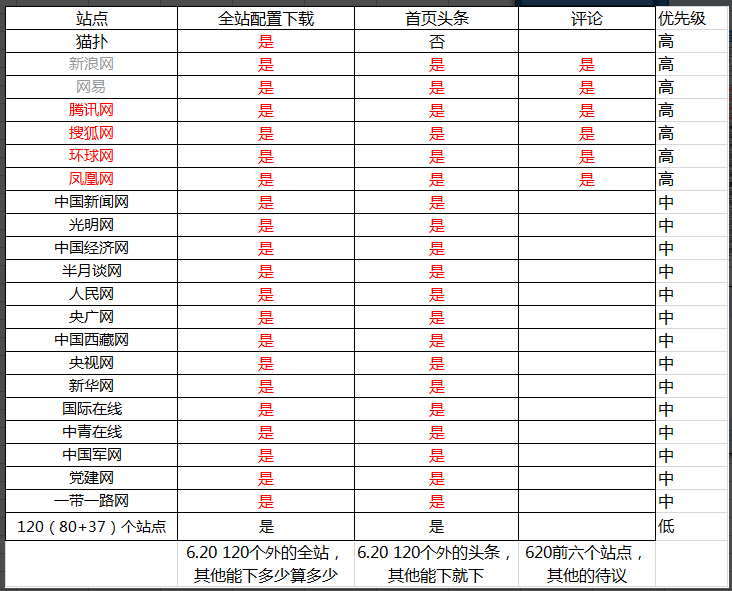 站点 全站配置下载 首页头条 评论 优先级
猫扑 是 否 高
新浪网 是 是 是 高
网易 是 是 是 高
腾讯网 是 是 是 高
搜狐网 是 是 是 高
环球网 是 是 是 高
凤凰网 是 是 是 高
中国新闻网 是 是 中
光明网 是 是 中
中国经济网 是 是 中
半月谈网 是 是 中
人民网 是 是 中
央广网 是 是 中
中国西藏网 是 是 中
央视网 是 是 中
新华网 是 是 中
国际在线 是 是 中
中青在线 是 是 中
中国军网 是 是 中
党建网 是 是 中
一带一路网 是 是 中
120（80+37）个站点 是 是 低
6.20 120个外的全站，
其他能下多少算多少
6.20 120个外的头条，
其他能下就下
620前六个站点，
其他的待议